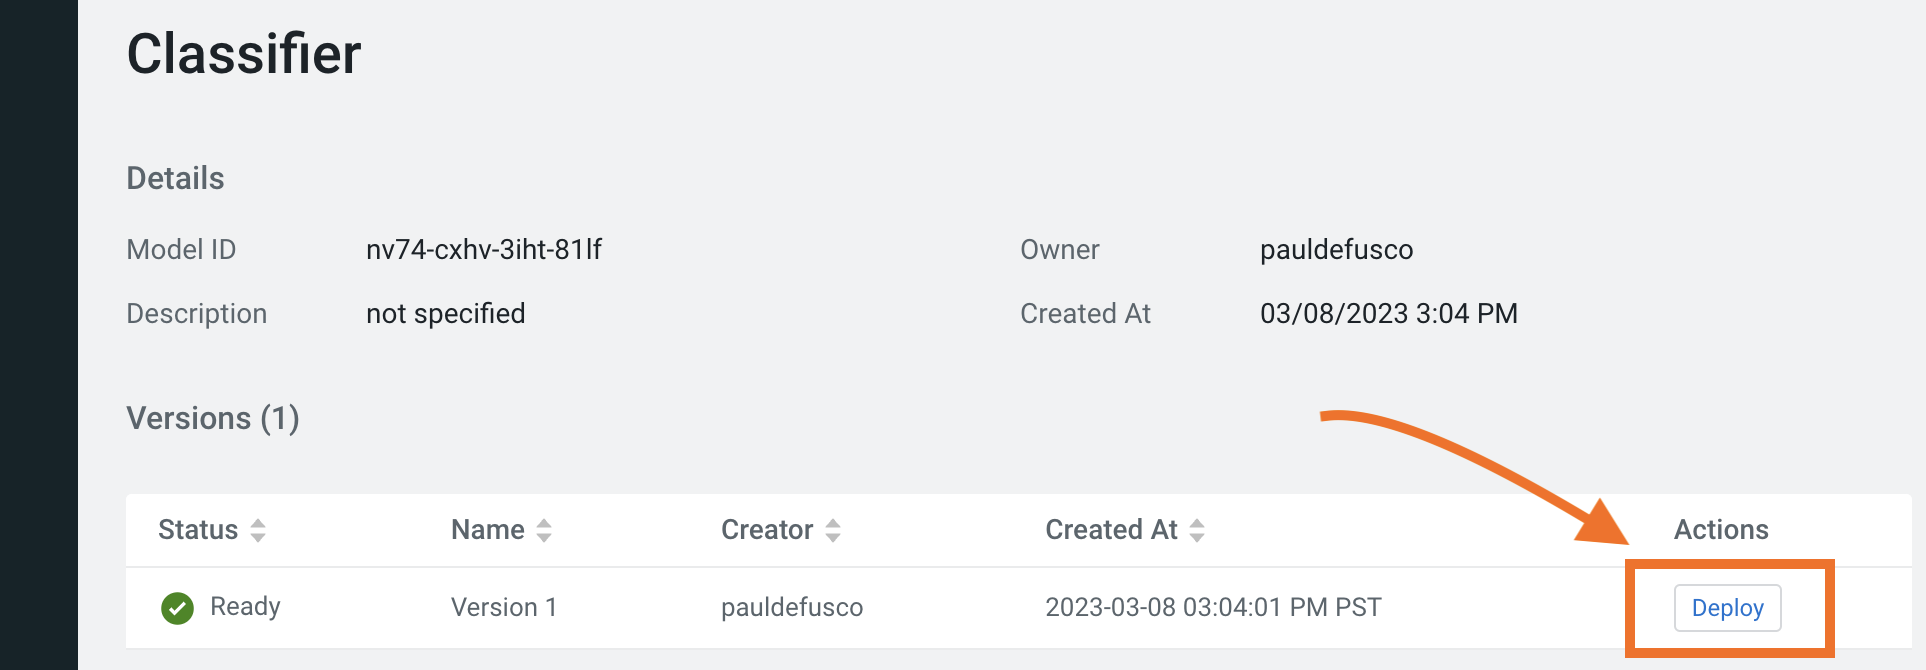 Classifier
Details
Model ID nv74-cxhv-3iht-81lf Owner pauldefusco
Description not specified Created At 03/08/2023 3:04 PM
Versions (1)
Status Name Creator Created At Actions
Ready Version 1 pauldefusco 2023-03-08 03:04:01 PM PST Deploy